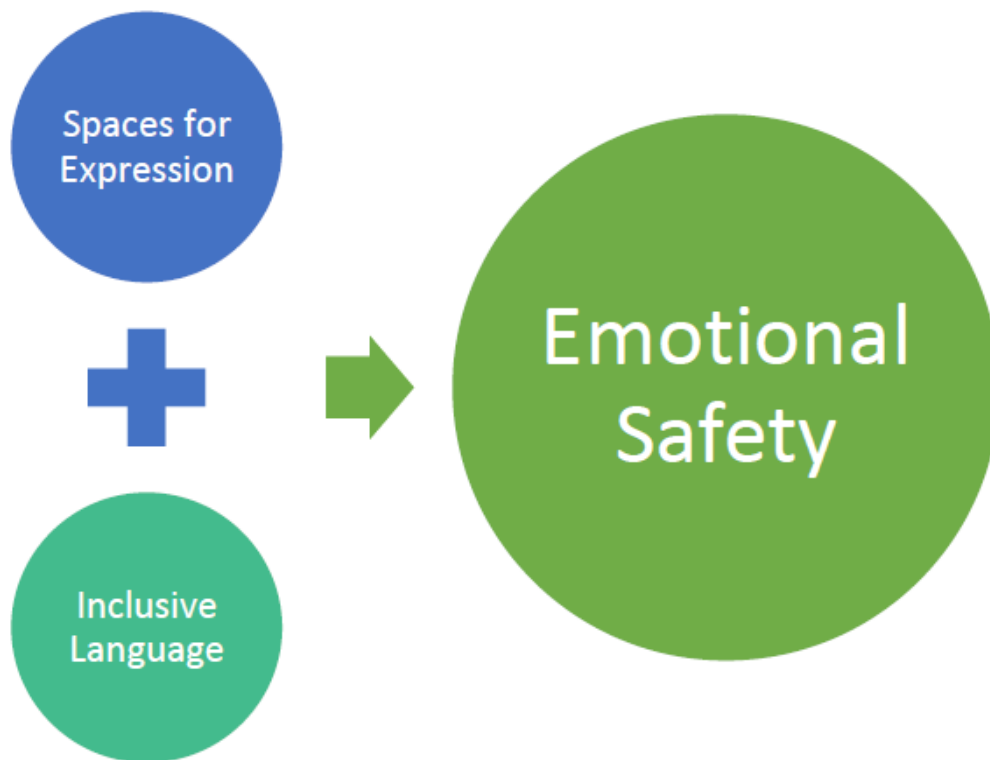 Spaces for
Expression
Inclusive
Language
Emotional
Safety